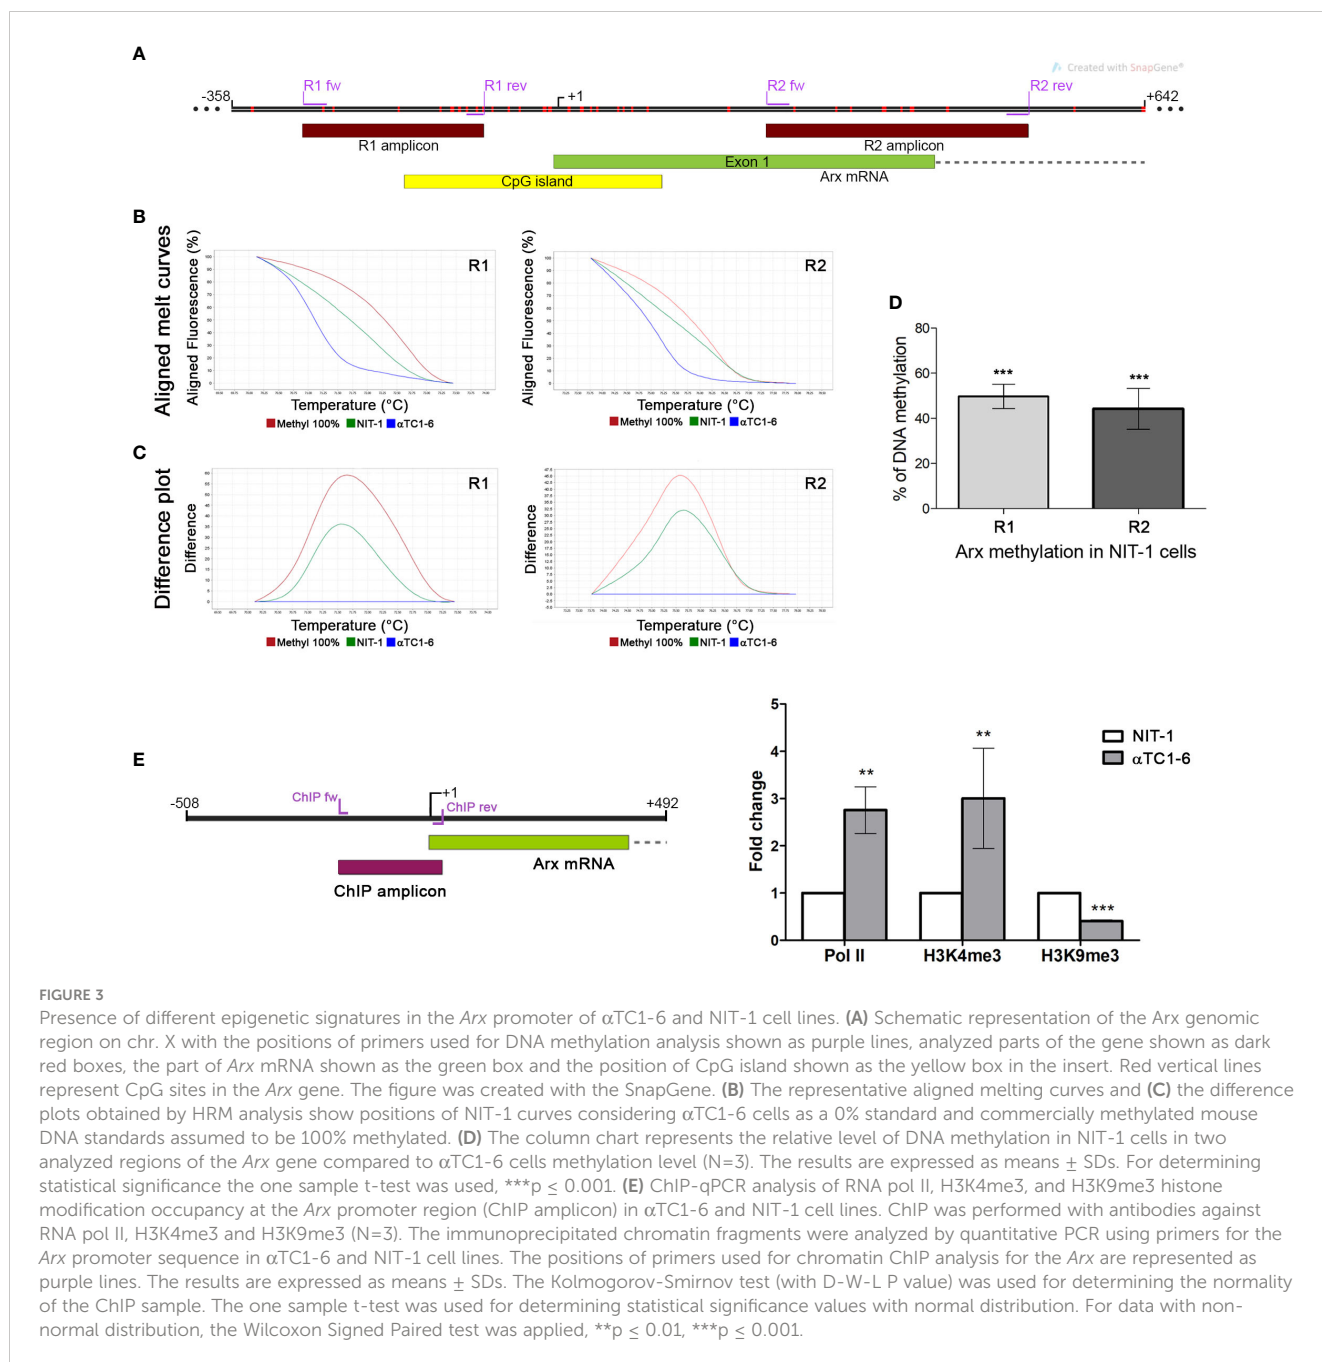 A
Created with SnapGene®
R1 fw
R1 rev
R2 fw
R2 rev
-358
+1
+642
R1 amplicon
R2 amplicon
Exon 1
Arx mRNA
CpG island
B
Aligned melt curves
Aligned Fluorescence (%)
R1
Temperature (°C)
Methyl 100% NIT-1 αTC1-6
Aligned Fluorescence (%)
R2
Temperature (°C)
Methyl 100% NIT-1 αTC1-6
C
Difference plot
Difference
R1
Temperature (°C)
Methyl 100% NIT-1 αTC1-6
Difference
R2
Temperature (°C)
Methyl 100% NIT-1 αTC1-6
D
% of DNA methylation
80
60
40
20
0
***
***
R1
R2
Arx methylation in NIT-1 cells
E
-508
ChIP fw
+1
ChIP rev
+492
Arx mRNA
ChIP amplicon
Fold change
5
4
3
2
1
0
**
**
***
NIT-1
αTC1-6
Pol II
H3K4me3
H3K9me3
FIGURE 3
Presence of different epigenetic signatures in the Arx promoter of αTC1-6 and NIT-1 cell lines. (A) Schematic representation of the Arx genomic
region on chr. X with the positions of primers used for DNA methylation analysis shown as purple lines, analyzed parts of the gene shown as dark
red boxes, the part of Arx mRNA shown as the green box and the position of CpG island shown as the yellow box in the insert. Red vertical lines
represent CpG sites in the Arx gene. The figure was created with the SnapGene. (B) The representative aligned melting curves and (C) the difference
plots obtained by HRM analysis show positions of NIT-1 curves considering αTC1-6 cells as a 0% standard and commercially methylated mouse
DNA standards assumed to be 100% methylated. (D) The column chart represents the relative level of DNA methylation in NIT-1 cells in two
analyzed regions of the Arx gene compared to αTC1-6 cells methylation level (N=3). The results are expressed as means ± SDs. For determining
statistical significance the one sample t-test was used, ***p ≤ 0.001. (E) ChIP-qPCR analysis of RNA pol II, H3K4me3, and H3K9me3 histone
modification occupancy at the Arx promoter region (ChIP amplicon) in αTC1-6 and NIT-1 cell lines. ChIP was performed with antibodies against
RNA pol II, H3K4me3 and H3K9me3 (N=3). The immunoprecipitated chromatin fragments were analyzed by quantitative PCR using primers for the
Arx promoter sequence in αTC1-6 and NIT-1 cell lines. The positions of primers used for chromatin ChIP analysis for the Arx are represented as
purple lines. The results are expressed as means ± SDs. The Kolmogorov-Smirnov test (with D-W-L P value) was used for determining the normality
of the ChIP sample. The one sample t-test was used for determining statistical significance values with normal distribution. For data with non-
normal distribution, the Wilcoxon Signed Paired test was applied, **p ≤ 0.01, ***p ≤ 0.001.